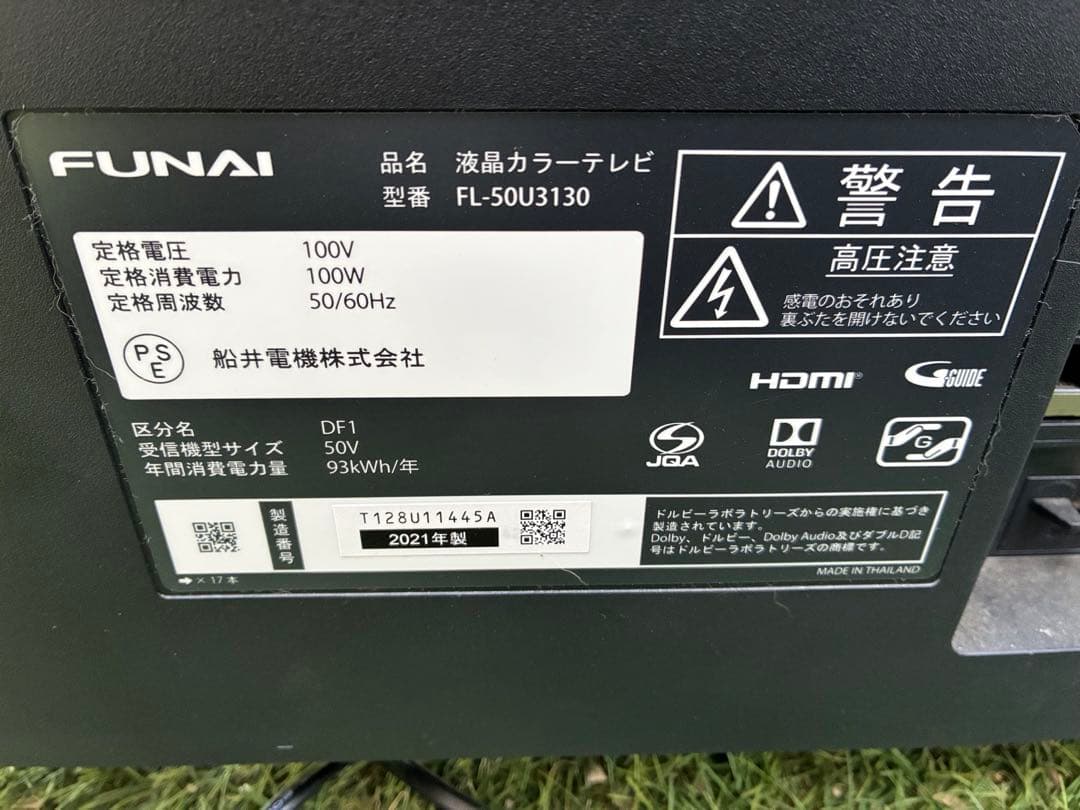 FUNAI
品名 液晶カラーテレビ
型番 FL-50U3130
警告
高圧注意
感電のおそれあり
裏ぶたを開けないでください
定格電圧 100V
定格消費電力 100W
定格周波数 50/60Hz
PSE 船井電機株式会社
HDMI
G-GUIDE
区分名 DF1
受信機型サイズ 50V
年間消費電力量 93kWh/年
JQA
DOLBY
AUDIO
G
製造番号
T128U11445A
2021年製
ドルビーラボラトリーズからの実施権に基づき
製造されています。
Dolby、ドルビー、Dolby Audio及びダブルD記
号はドルビーラボラトリーズの商標です。
➡ × 17 本
MADE IN THAILAND